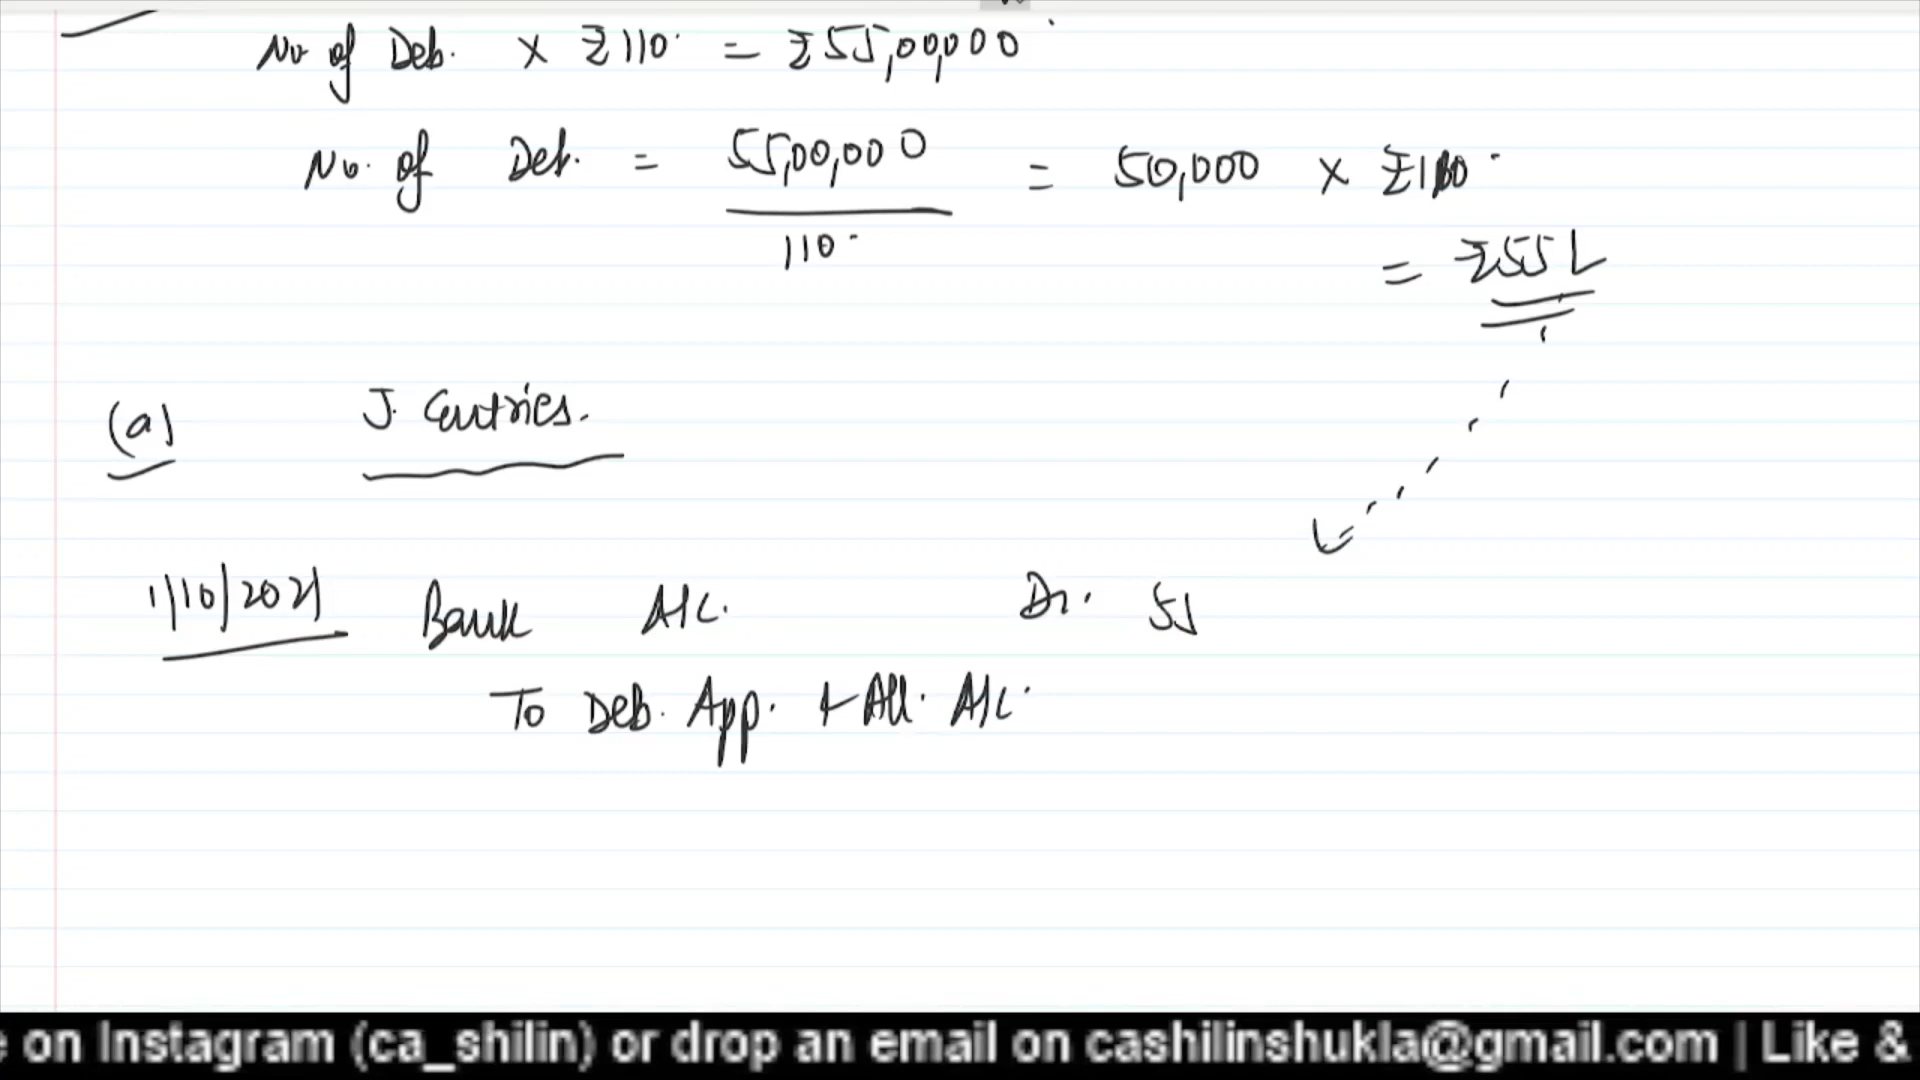 No of Deb. × ₹110 = ₹55,00,000
No. of Deb. = 55,00,000 / 110 = 50,000 × ₹110
= ₹55 L
(a) J. Entries.
1/10/2021 Bank A/c. Dr. 55
To Deb. App. & All. A/c.
on Instagram (ca_shilin) or drop an email on cashilinshukla@gmail.com | Like &